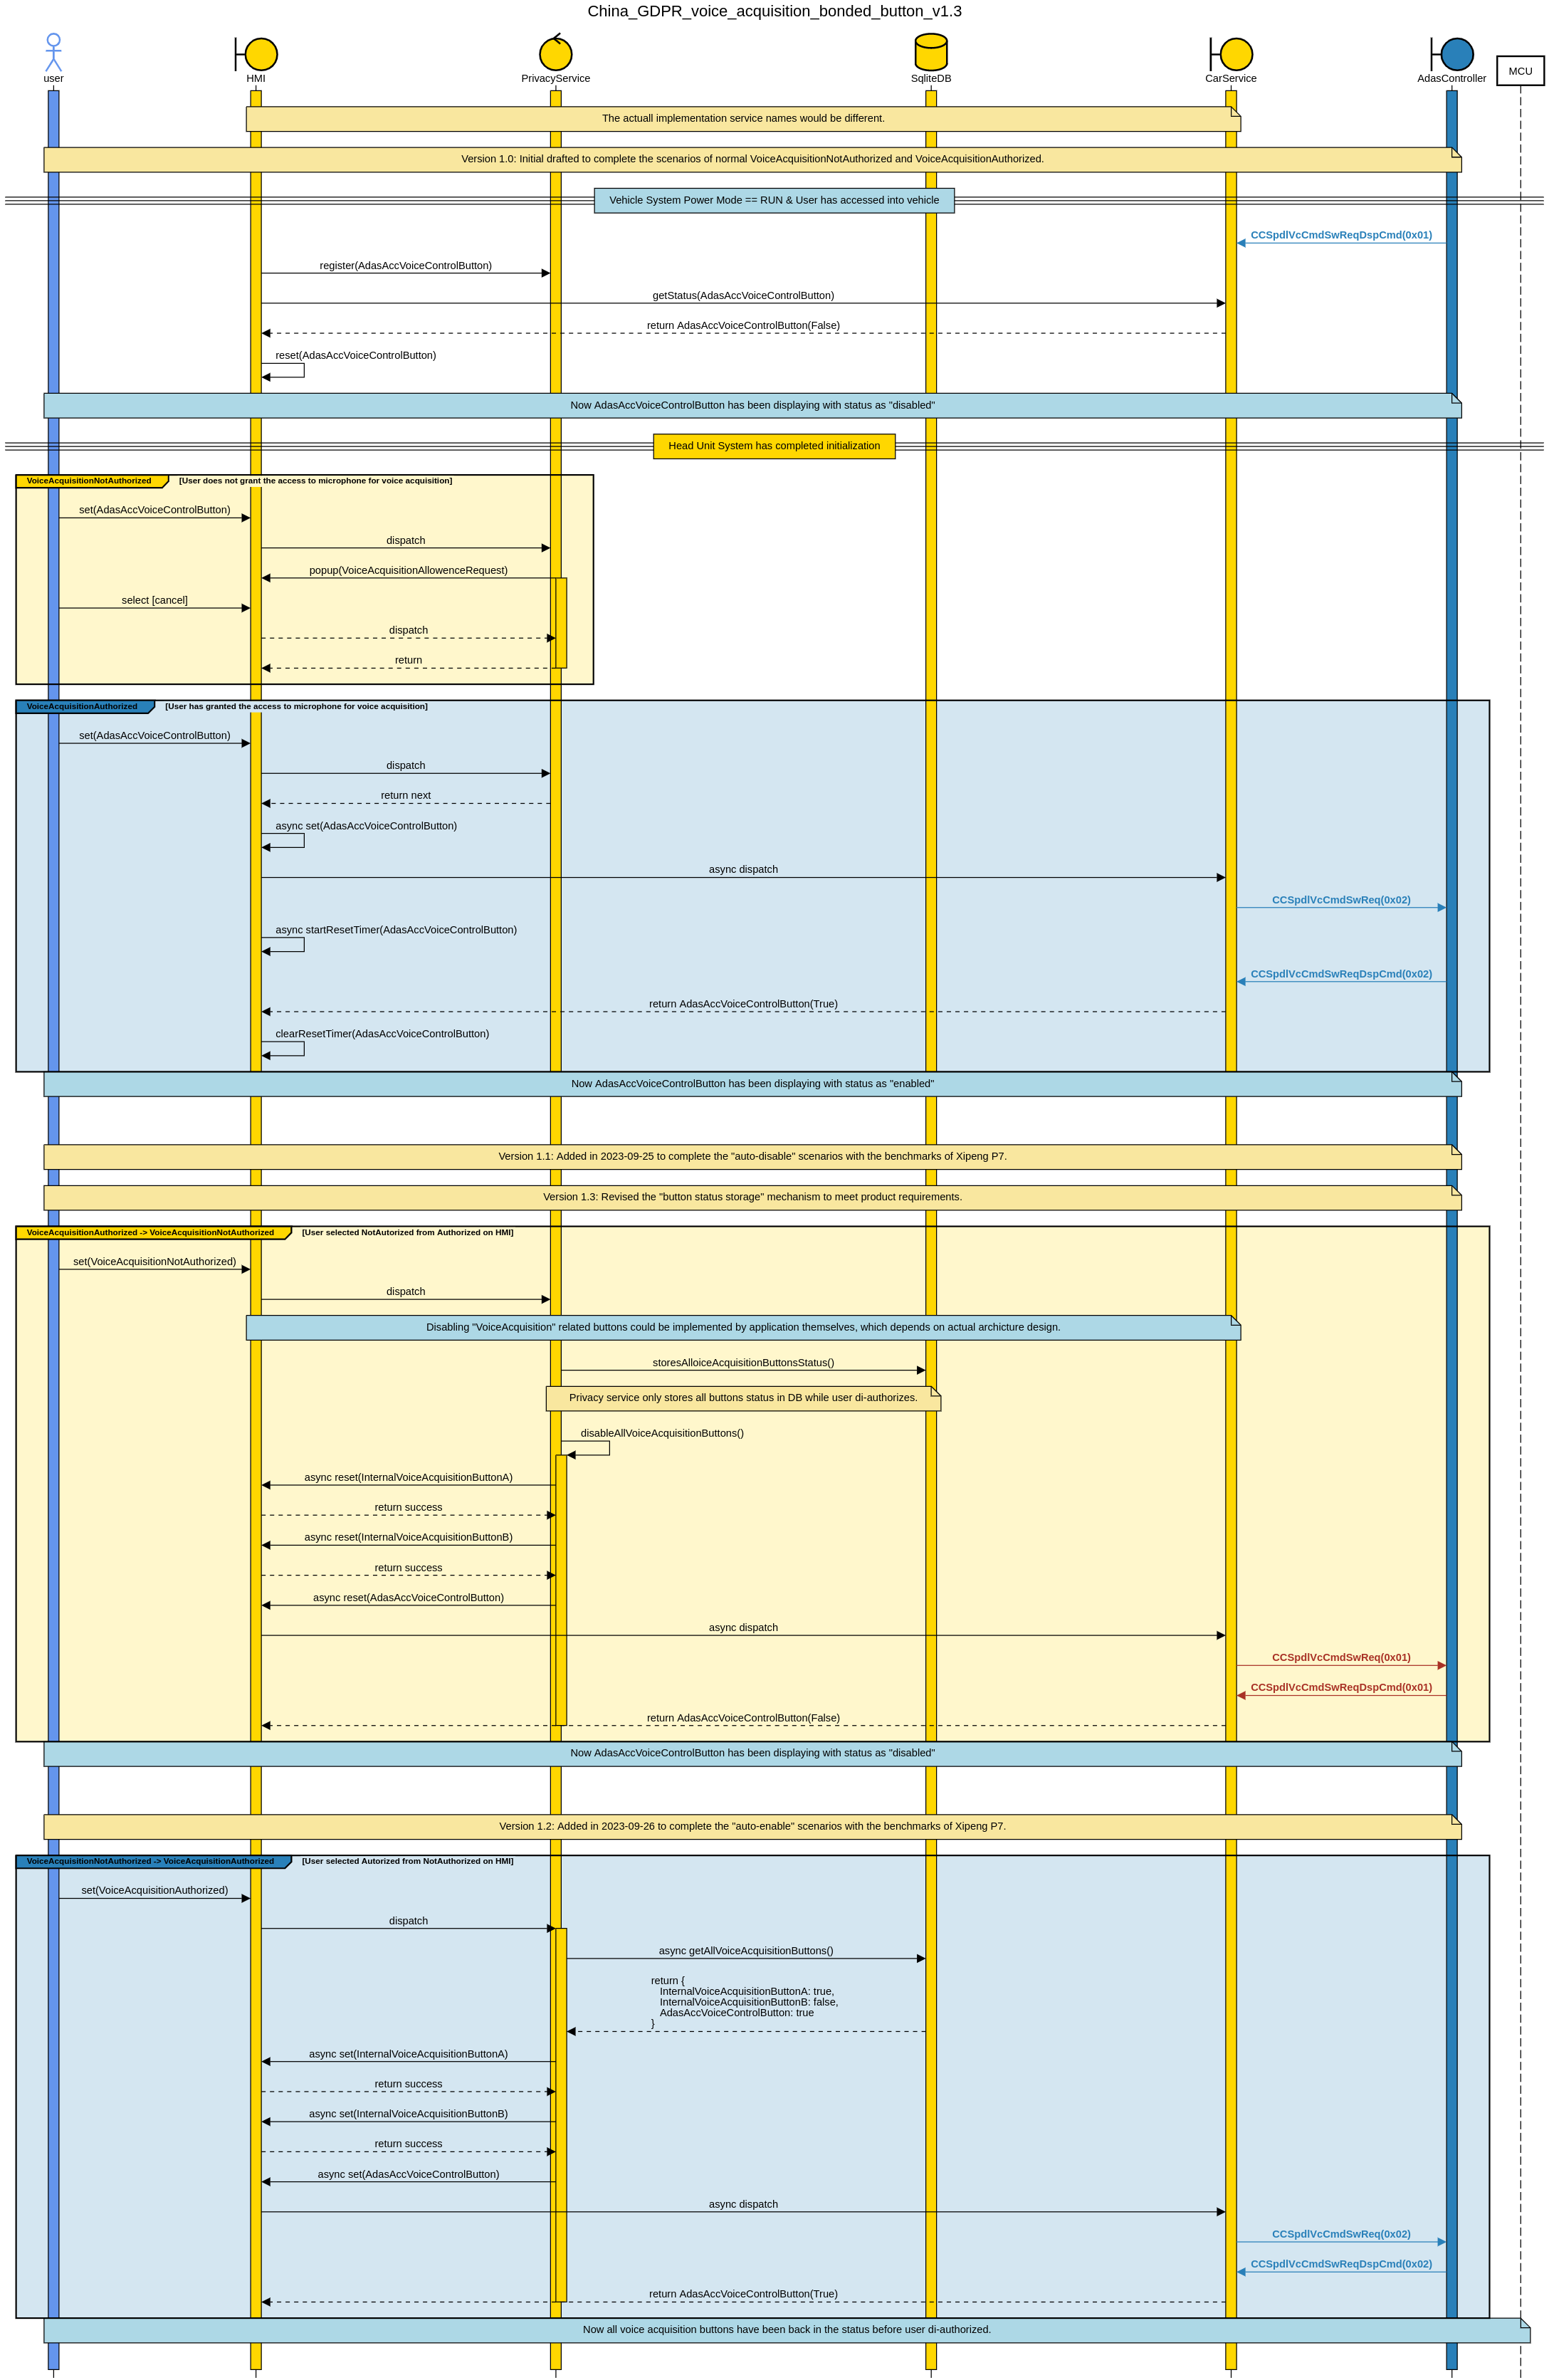 China_GDPR_voice_acquisition_bonded_button_v1.3
user
HMI
PrivacyService
SqliteDB
CarService
AdasController
MCU
The actuall implementation service names would be different.
Version 1.0: Initial drafted to complete the scenarios of normal VoiceAcquisitionNotAuthorized and VoiceAcquisitionAuthorized.
Vehicle System Power Mode == RUN & User has accessed into vehicle
CCSpdlVcCmdSwReqDspCmd(0x01)
register(AdasAccVoiceControlButton)
getStatus(AdasAccVoiceControlButton)
return AdasAccVoiceControlButton(False)
reset(AdasAccVoiceControlButton)
Now AdasAccVoiceControlButton has been displaying with status as "disabled"
Head Unit System has completed initialization
VoiceAcquisitionNotAuthorized [User does not grant the access to microphone for voice acquisition]
set(AdasAccVoiceControlButton)
dispatch
popup(VoiceAcquisitionAllowenceRequest)
select [cancel]
dispatch
return
VoiceAcquisitionAuthorized [User has granted the access to microphone for voice acquisition]
set(AdasAccVoiceControlButton)
dispatch
return next
async set(AdasAccVoiceControlButton)
async dispatch
CCSpdlVcCmdSwReq(0x02)
async startResetTimer(AdasAccVoiceControlButton)
CCSpdlVcCmdSwReqDspCmd(0x02)
return AdasAccVoiceControlButton(True)
clearResetTimer(AdasAccVoiceControlButton)
Now AdasAccVoiceControlButton has been displaying with status as "enabled"
Version 1.1: Added in 2023-09-25 to complete the "auto-disable" scenarios with the benchmarks of Xipeng P7.
Version 1.3: Revised the "button status storage" mechanism to meet product requirements.
VoiceAcquisitionAuthorized -> VoiceAcquisitionNotAuthorized [User selected NotAutorized from Authorized on HMI]
set(VoiceAcquisitionNotAuthorized)
dispatch
Disabling "VoiceAcquisition" related buttons could be implemented by application themselves, which depends on actual archicture design.
storesAlloiceAcquisitionButtonsStatus()
Privacy service only stores all buttons status in DB while user di-authorizes.
disableAllVoiceAcquisitionButtons()
async reset(InternalVoiceAcquisitionButtonA)
return success
async reset(InternalVoiceAcquisitionButtonB)
return success
async reset(AdasAccVoiceControlButton)
async dispatch
CCSpdlVcCmdSwReq(0x01)
CCSpdlVcCmdSwReqDspCmd(0x01)
return AdasAccVoiceControlButton(False)
Now AdasAccVoiceControlButton has been displaying with status as "disabled"
Version 1.2: Added in 2023-09-26 to complete the "auto-enable" scenarios with the benchmarks of Xipeng P7.
VoiceAcquisitionNotAuthorized -> VoiceAcquisitionAuthorized [User selected Autorized from NotAuthorized on HMI]
set(VoiceAcquisitionAuthorized)
dispatch
async getAllVoiceAcquisitionButtons()
return {
InternalVoiceAcquisitionButtonA: true,
InternalVoiceAcquisitionButtonB: false,
AdasAccVoiceControlButton: true
}
async set(InternalVoiceAcquisitionButtonA)
return success
async set(InternalVoiceAcquisitionButtonB)
return success
async set(AdasAccVoiceControlButton)
async dispatch
CCSpdlVcCmdSwReq(0x02)
CCSpdlVcCmdSwReqDspCmd(0x02)
return AdasAccVoiceControlButton(True)
Now all voice acquisition buttons have been back in the status before user di-authorized.